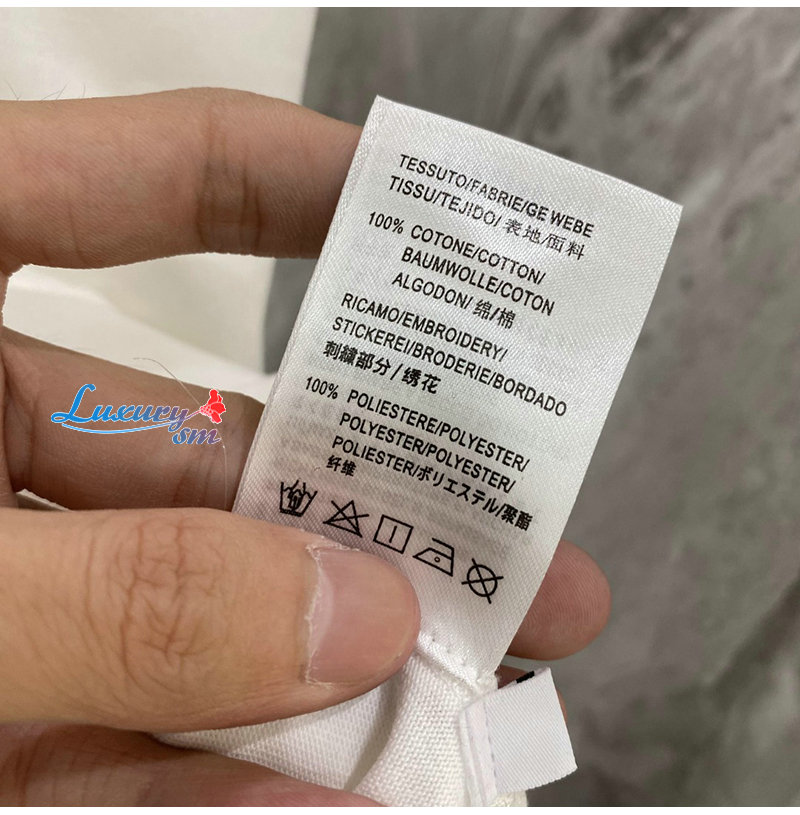 TESSUTO/FABRIE/GE WEBE
TISSU/TEJIDO/ 表地/面料
100% COTONE/COTTON/
BAUMWOLLE/COTON
ALGODON/ 绵/棉
RICAMO/EMBROIDERY/
STICKEREI/BRODERIE/BORDADO
刺繍部分/绣花
100% POLIESTERE/POLYESTER/
POLYESTER/POLYESTER/
POLIESTER/ポリエステル/聚酯
纤维
Luxury
sm